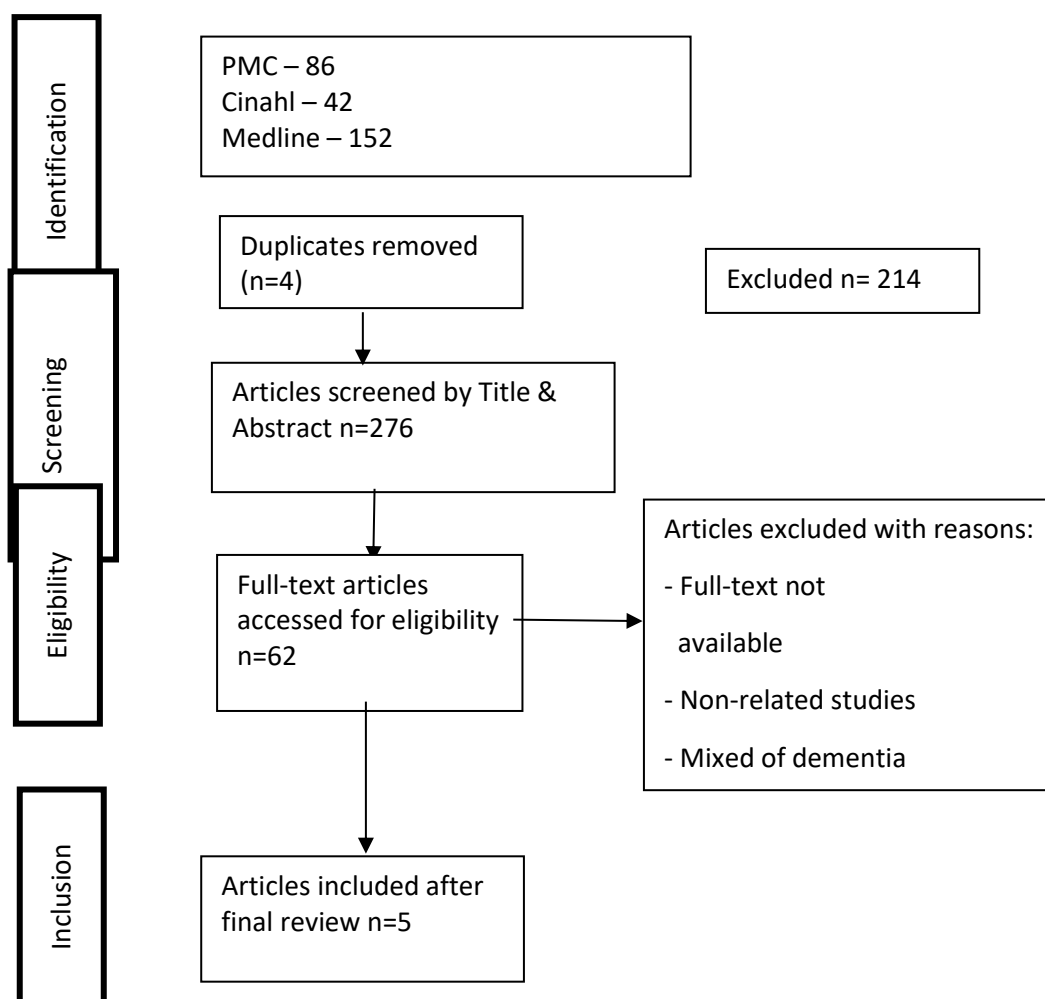 Identification
PMC – 86
Cinahl – 42
Medline – 152
Duplicates removed
(n=4)
Excluded n= 214
Screening
Articles screened by Title &
Abstract n=276
Eligibility
Full-text articles
accessed for eligibility
n=62
Articles excluded with reasons:
- Full-text not
available
- Non-related studies
- Mixed of dementia
Inclusion
Articles included after
final review n=5